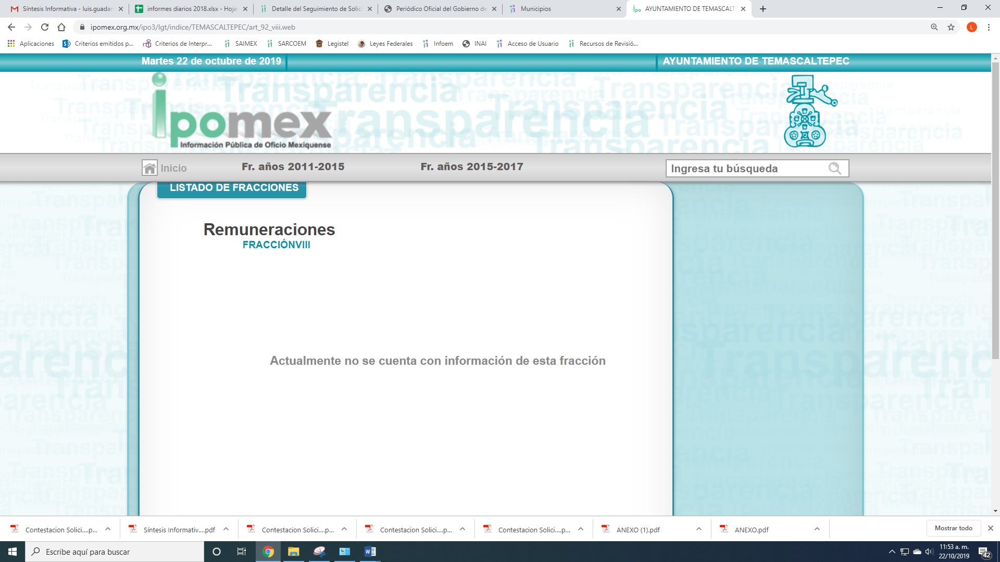 Síntesis Informativa - luis.guadar
informes diarios 2018.xlsx - Hoja
Detalle del Seguimiento de Solici
Periódico Oficial del Gobierno de
Municipios
AYUNTAMIENTO DE TEMASCALT
ipomex.org.mx/ipo3/lgt/indice/TEMASCALTEPEC/art_92_viii.web
L
Aplicaciones
Criterios emitidos p...
Criterios de Interpr...
SAIMEX
SARCOEM
Legistel
Leyes Federales
Infoem
INAI
Acceso de Usuario
Recursos de Revisió...
Martes 22 de octubre de 2019
AYUNTAMIENTO DE TEMASCALTEPEC
ipomex
Información Pública de Oficio Mexiquense
Transparencia
Inicio
Fr. años 2011-2015
Fr. años 2015-2017
Ingresa tu búsqueda
LISTADO DE FRACCIONES
Remuneraciones
FRACCIÓNVIII
Actualmente no se cuenta con información de esta fracción
Contestacion Solici....p...
Síntesis Informativ....pdf
Contestacion Solici....p...
Contestacion Solici....p...
Contestacion Solici....p...
ANEXO (1).pdf
ANEXO.pdf
Mostrar todo
Escribe aquí para buscar
11:53 a. m.
22/10/2019
42